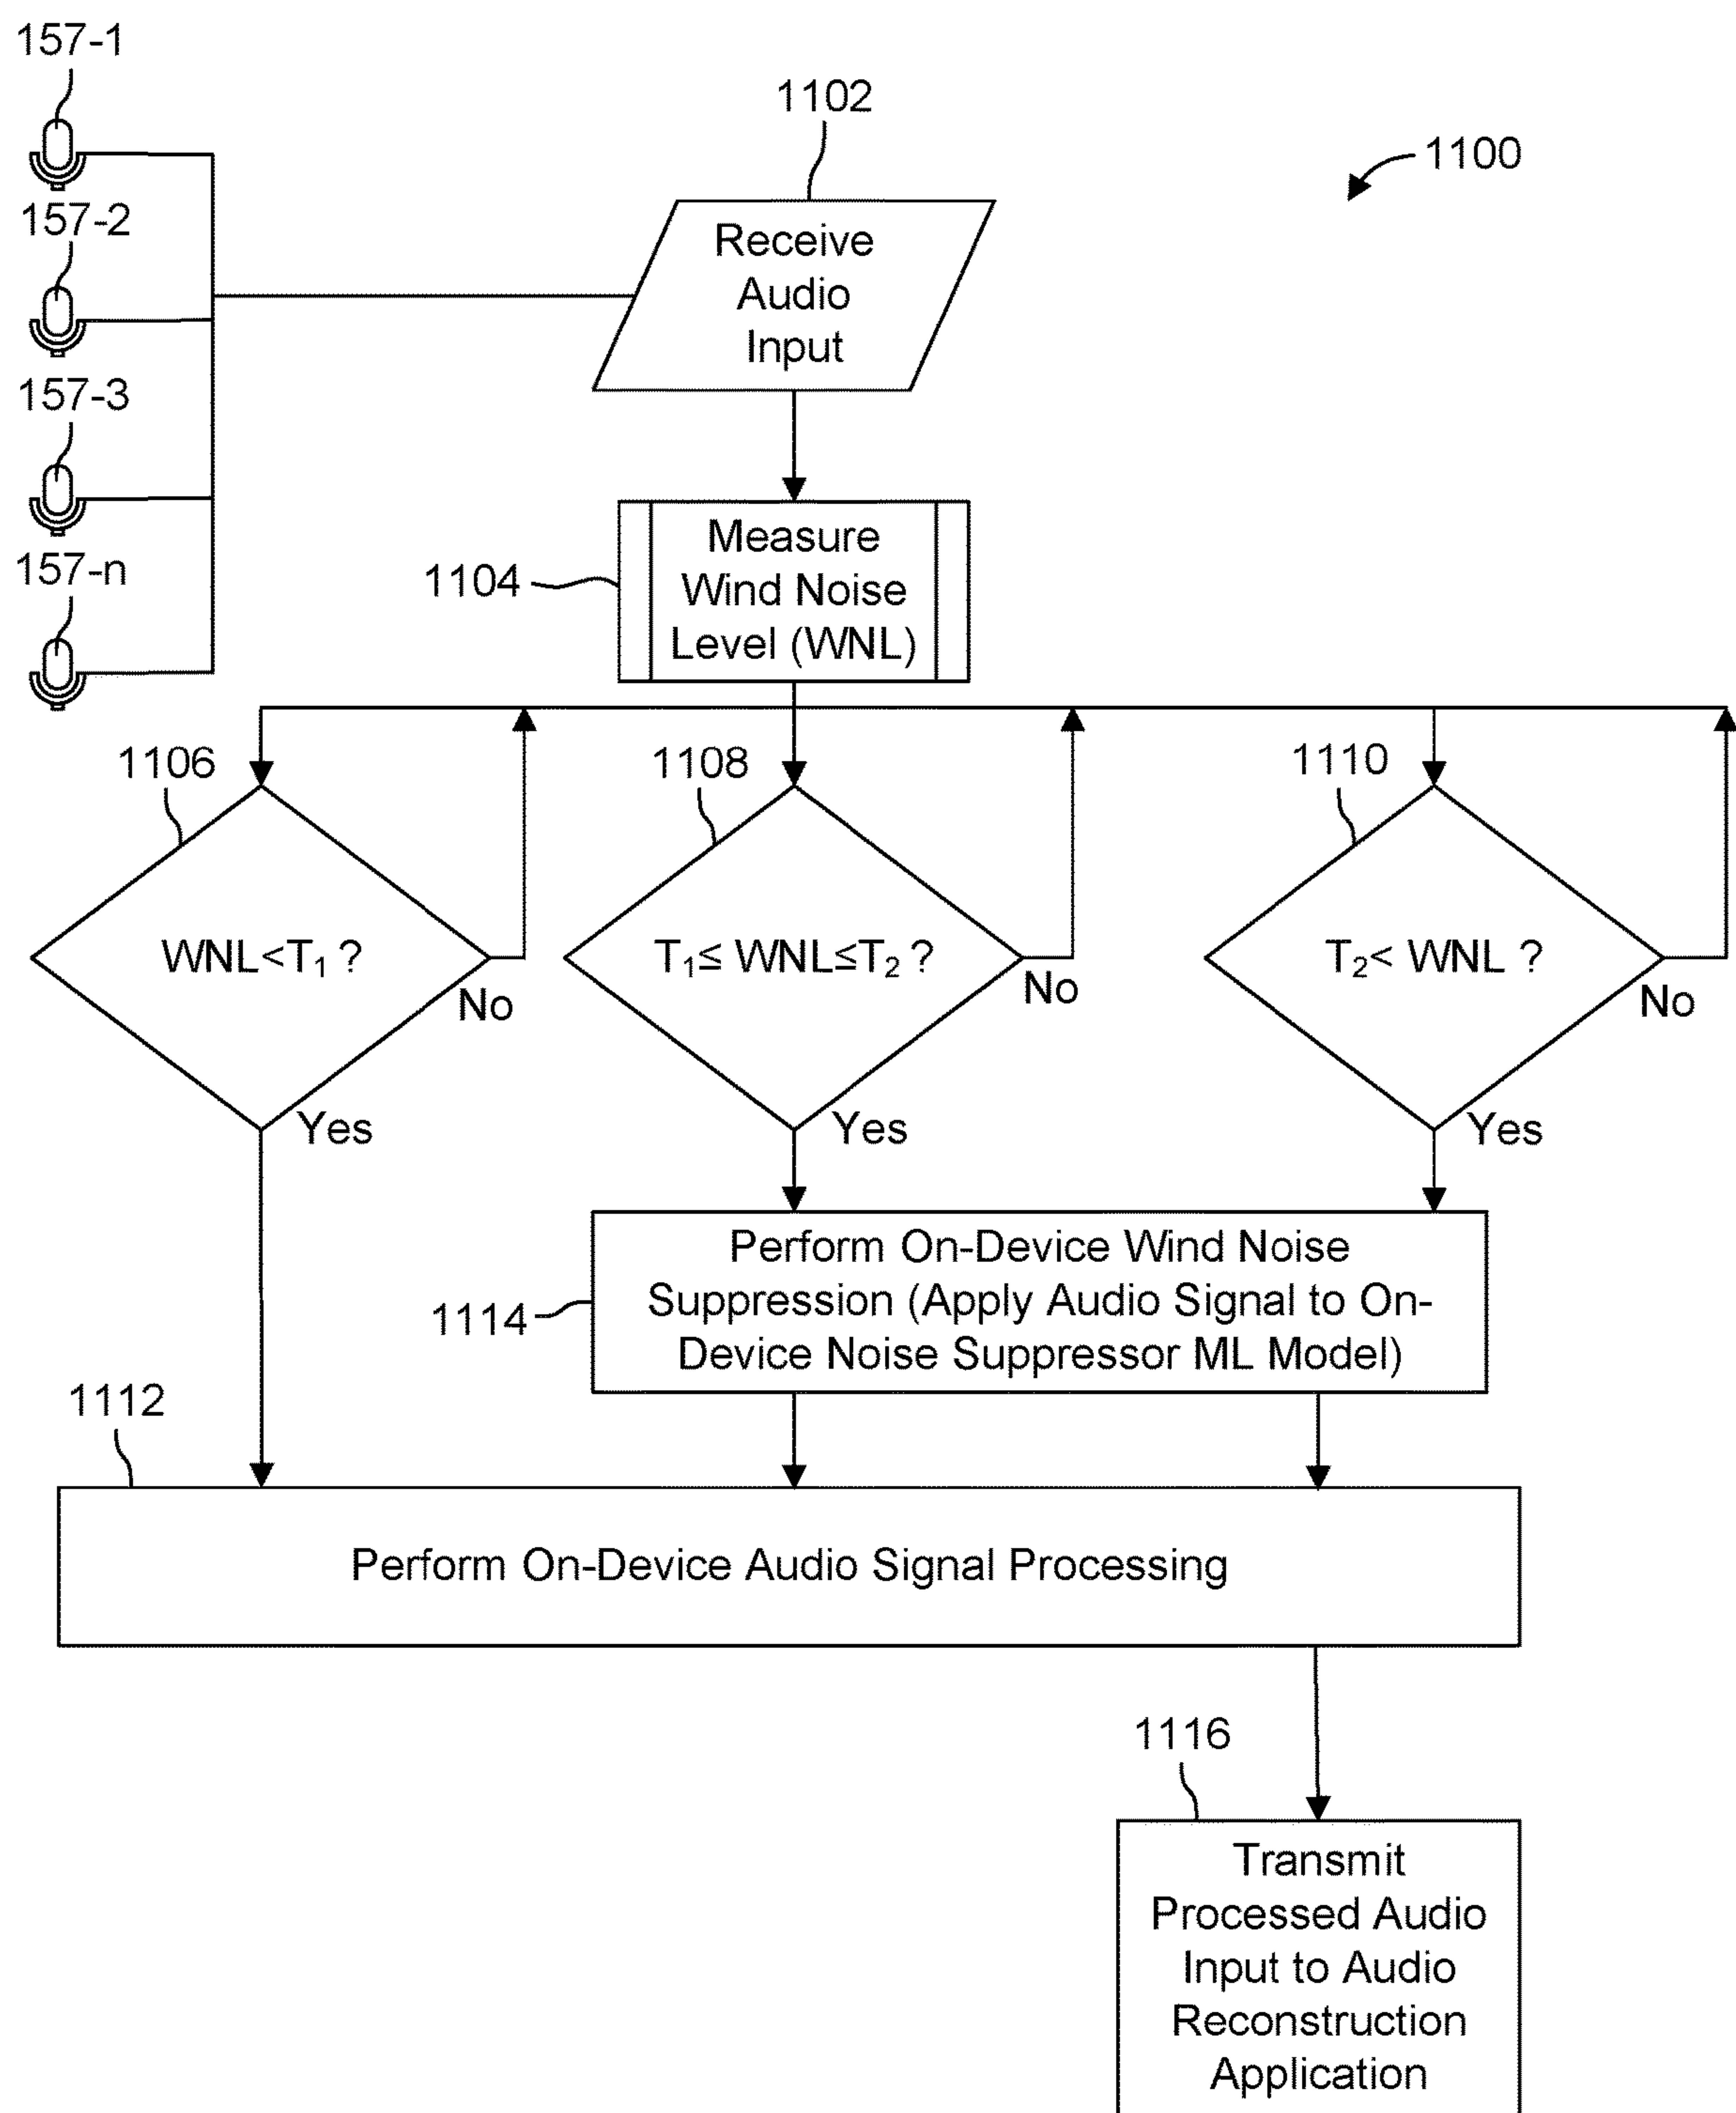 157-1
1102
1100
157-2
Receive
Audio
Input
157-3
157-n
1104
Measure
Wind Noise
Level (WNL)
1106
1108
1110
WNL<T₁ ?
T₁≤ WNL≤T₂ ?
T₂< WNL ?
No
No
No
Yes
Yes
Yes
1114
Perform On-Device Wind Noise
Suppression (Apply Audio Signal to On-
Device Noise Suppressor ML Model)
1112
Perform On-Device Audio Signal Processing
1116
Transmit
Processed Audio
Input to Audio
Reconstruction
Application